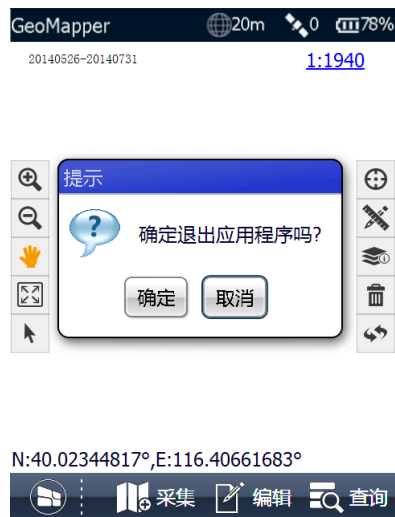 GeoMapper 20m 0 78%
20140526-20140731 1:1940
提示
确定退出应用程序吗?
确定 取消
N:40.02344817°,E:116.40661683°
采集 编辑 查询